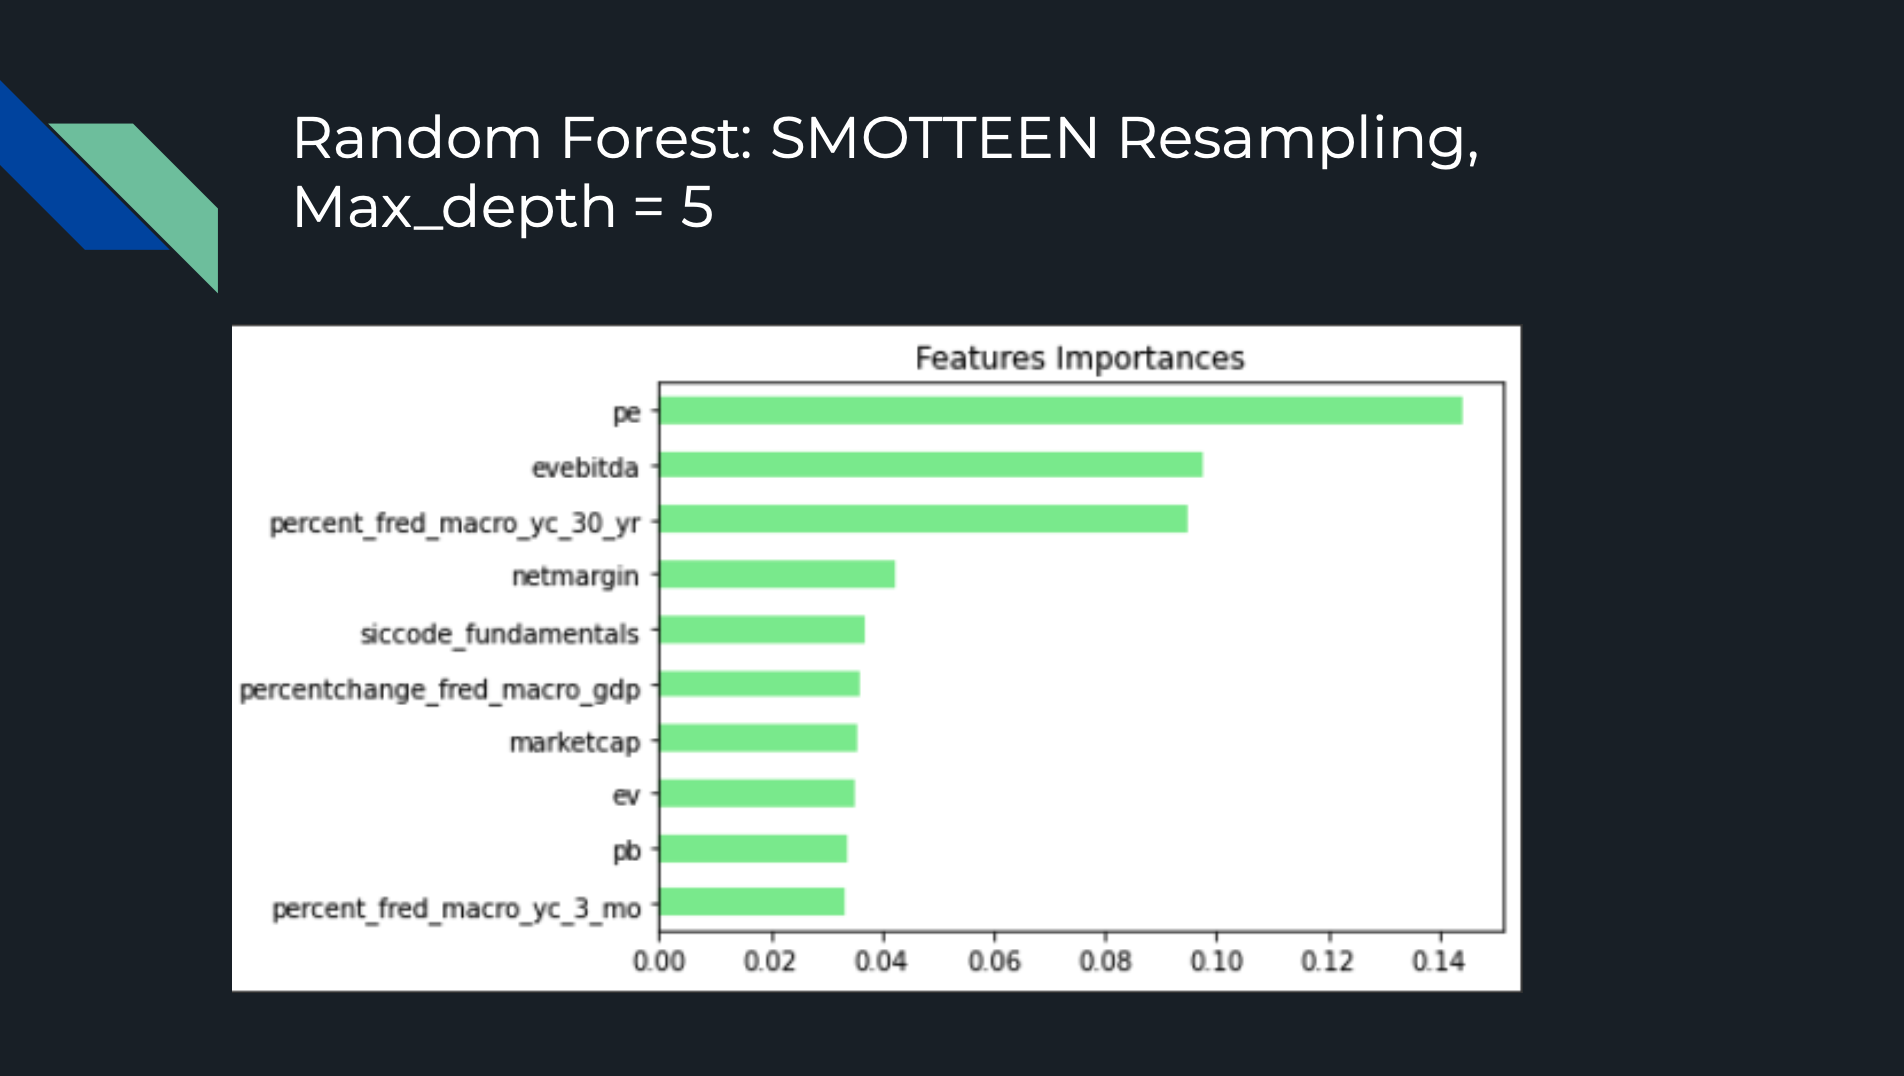 Random Forest: SMOTTEEN Resampling,
Max_depth = 5
Features Importances
pe
evebitda
percent_fred_macro_yc_30_yr
netmargin
siccode_fundamentals
percentchange_fred_macro_gdp
marketcap
ev
pb
percent_fred_macro_yc_3_mo
0.00 0.02 0.04 0.06 0.08 0.10 0.12 0.14